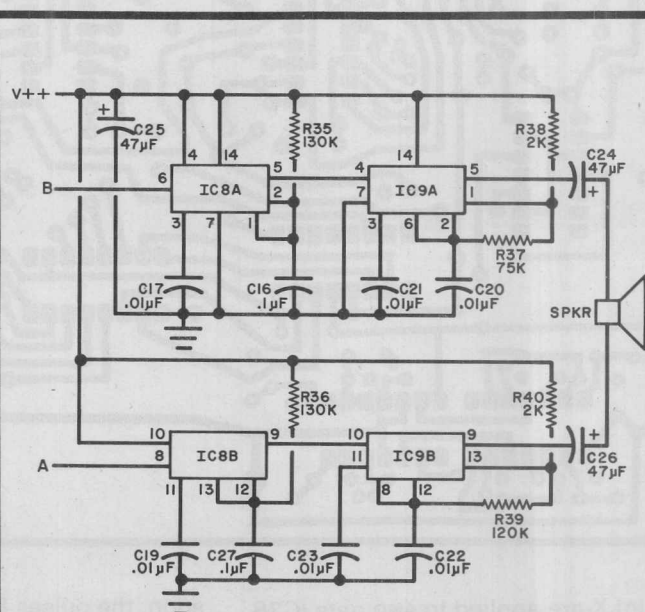 V++
+
C25
47µF
R35
130K
R38
2K
C24
47µF
+
4
14
14
B
6
IC8A
5
2
4
7
IC9A
5
1
3
7
1
3
6
2
R37
75K
C17
.01µF
C16
.1µF
C21
.01µF
C20
.01µF
SPKR
R36
130K
R40
2K
10
8
IC8B
9
10
11
IC9B
9
13
+
C26
47µF
A
11
13
12
8
12
R39
120K
C19
.01µF
C27
.1µF
C23
.01µF
C22
.01µF